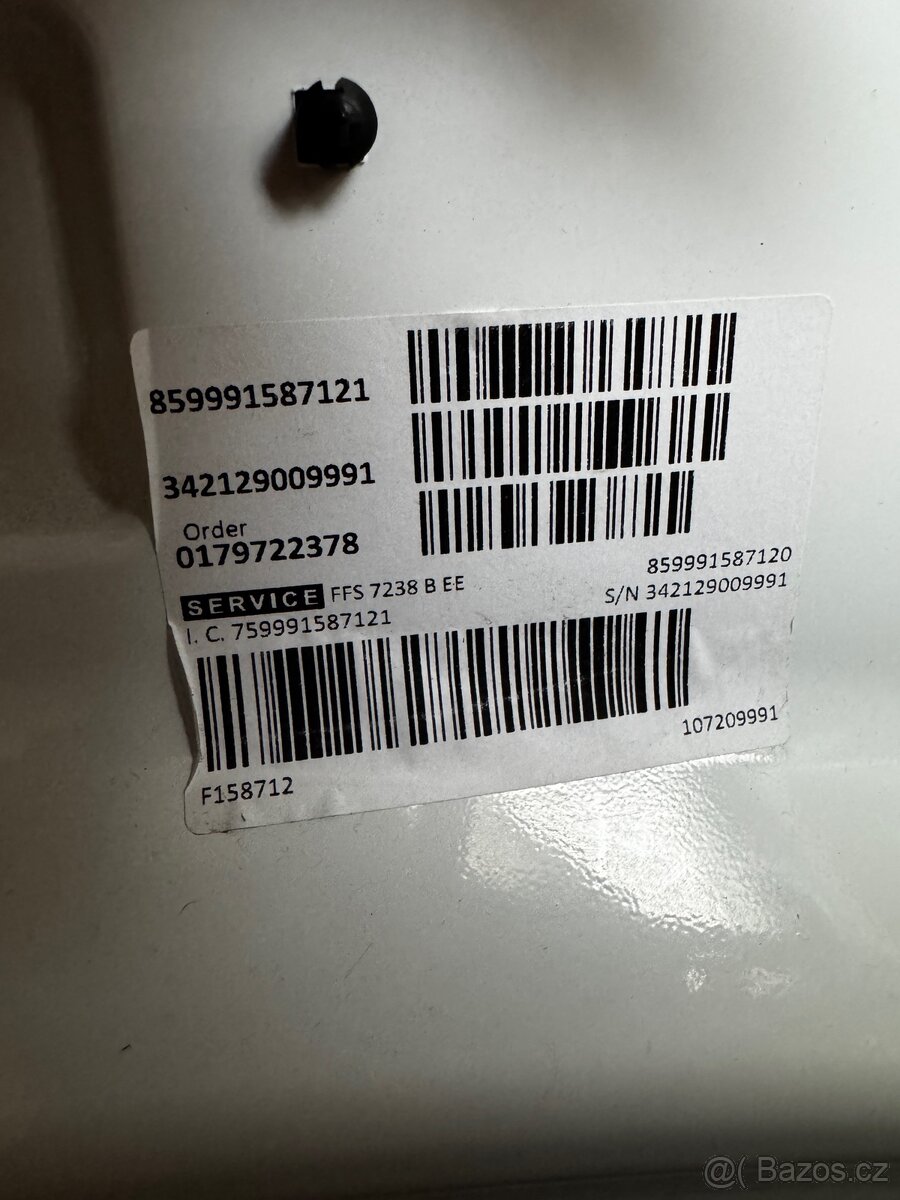 859991587121
342129009991
Order
0179722378
859991587120
SERVICE FFS 7238 B EE
S/N 342129009991
I. C. 759991587121
107209991
F158712
@( Bazos.cz